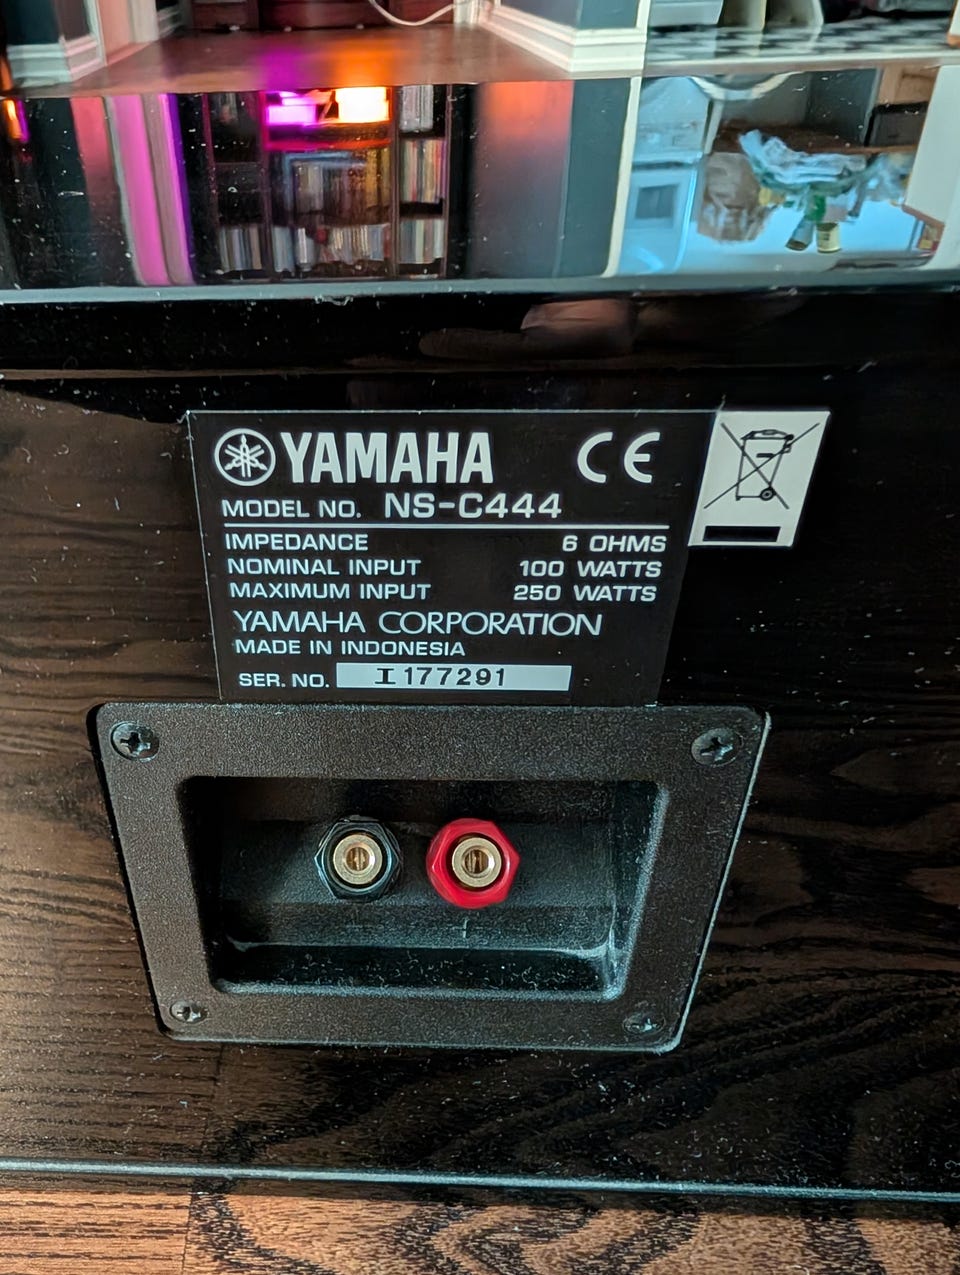 YAMAHA CE
MODEL NO. NS-C444
IMPEDANCE 6 OHMS
NOMINAL INPUT 100 WATTS
MAXIMUM INPUT 250 WATTS
YAMAHA CORPORATION
MADE IN INDONESIA
SER. NO. I177291